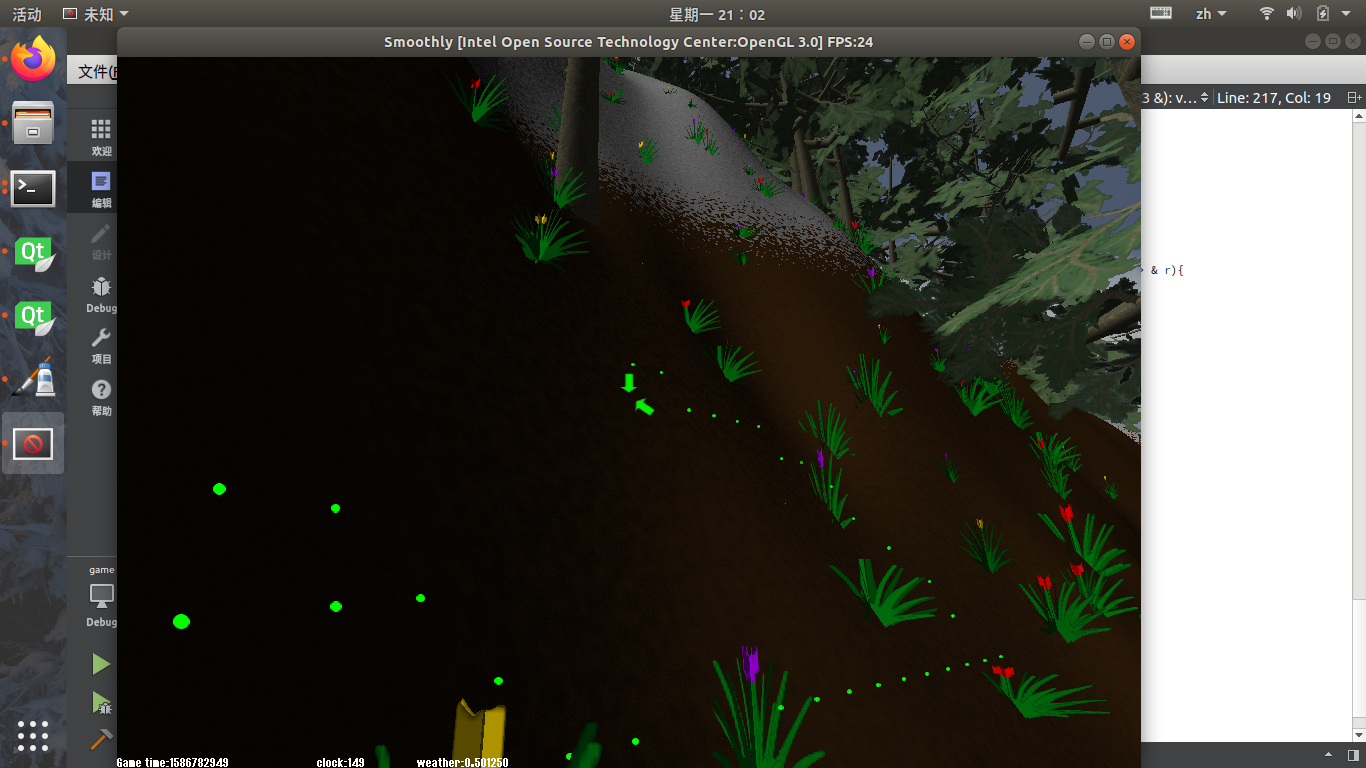 活动
未知
星期一 21：02
zh
Smoothly [Intel Open Source Technology Center:OpenGL 3.0] FPS:24
文件(
3 &): v...
Line: 217, Col: 19
欢迎
编辑
设计
Debug
项目
帮助
& r){
game
Debug
Game time:1586782949
clock:149
weather:0.501250